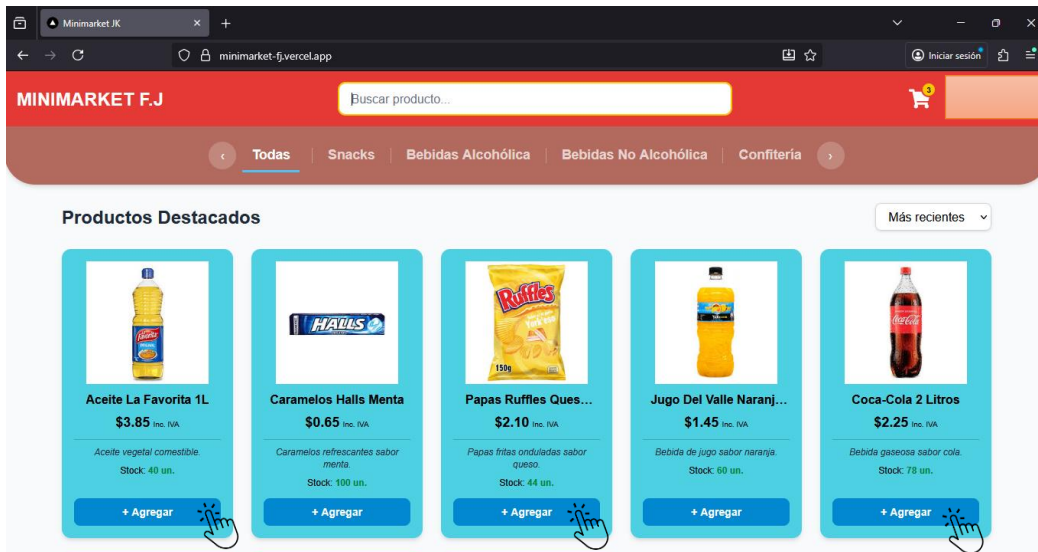 Minimarket JK
minimarket-fj.vercel.app
Iniciar sesión
MINIMARKET F.J
Buscar producto...
3
Todas
Snacks
Bebidas Alcohólica
Bebidas No Alcohólica
Confitería
Productos Destacados
Más recientes
HALLS
Ruffles
150g
Coca-Cola
Aceite La Favorita 1L
Caramelos Halls Menta
Papas Ruffles Ques...
Jugo Del Valle Naranj...
Coca-Cola 2 Litros
$3.85 Inc. IVA
$0.65 Inc. IVA
$2.10 Inc. IVA
$1.45 Inc. IVA
$2.25 Inc. IVA
Aceite vegetal comestible.
Stock: 40 un.
Caramelos refrescantes sabor
menta.
Stock: 100 un.
Papas fritas onduladas sabor
queso.
Stock: 44 un.
Bebida de jugo sabor naranja.
Stock: 60 un.
Bebida gaseosa sabor cola.
Stock: 78 un.
+ Agregar
+ Agregar
+ Agregar
+ Agregar
+ Agregar